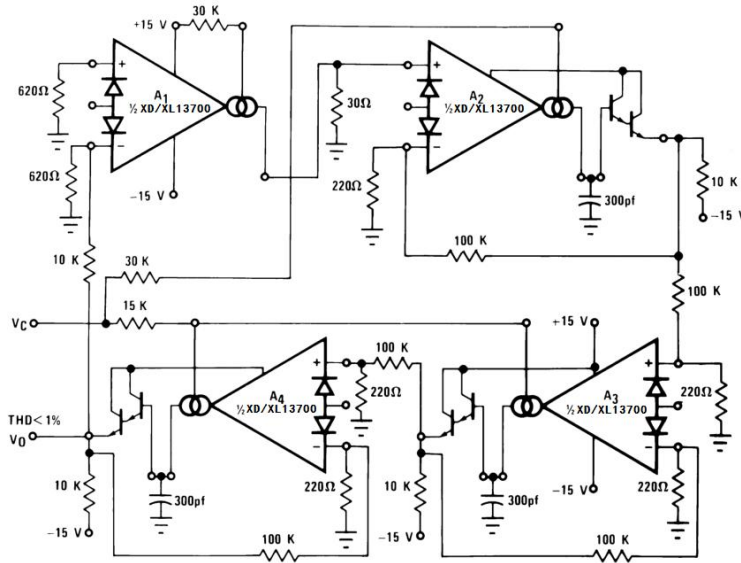 30 K
+15 V
620Ω
A1
½ XD/XL13700
620Ω
−15 V
30Ω
A2
½ XD/XL13700
220Ω
300pf
10 K
−15 V
10 K
30 K
100 K
100 K
VC
15 K
+15 V
100 K
A4
½ XD/XL13700
220Ω
A3
½ XD/XL13700
220Ω
THD<1%
VO
10 K
300pf
220Ω
10 K
300pf
−15 V
220Ω
−15 V
−15 V
100 K
100 K